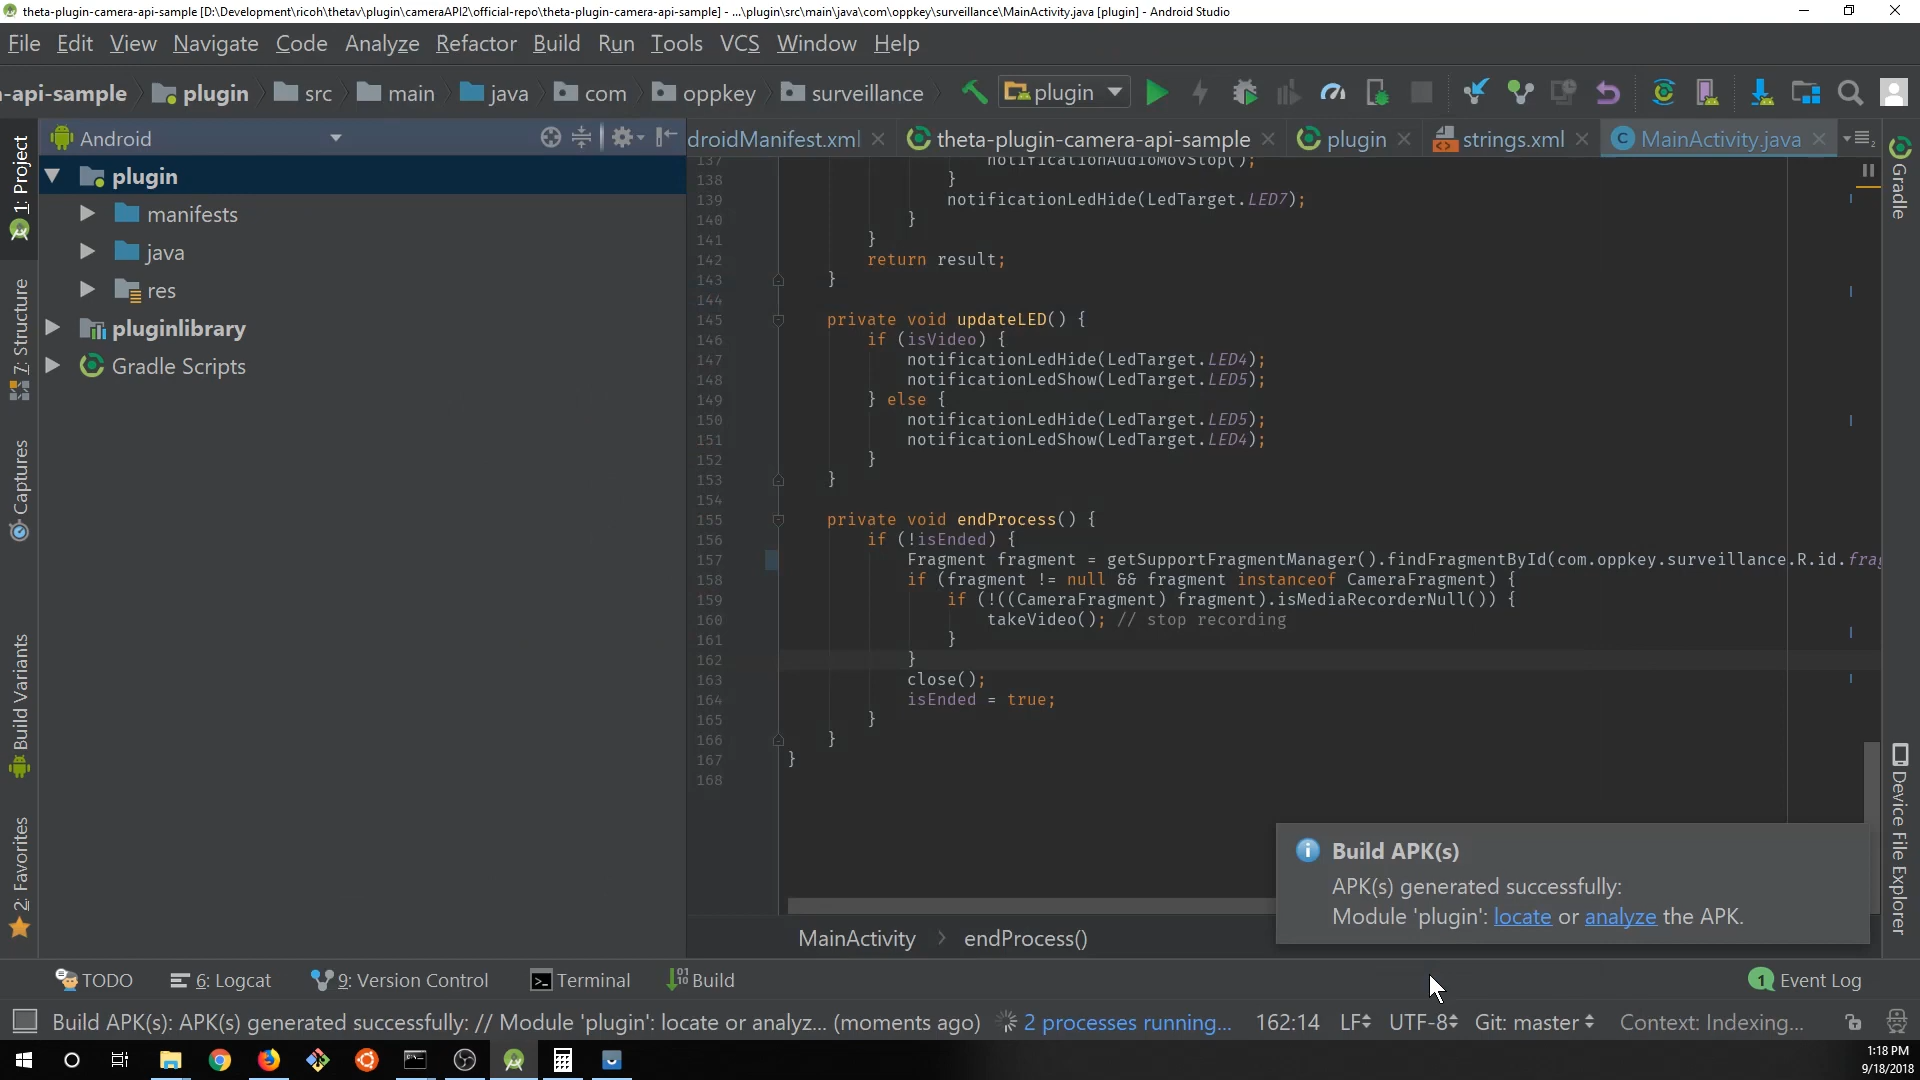 theta-plugin-camera-api-sample [D:\Development\ricoh\thetav\plugin\cameraAPI2\official-repo\theta-plugin-camera-api-sample] - ...\plugin\src\main\java\com\oppkey\surveillance\MainActivity.java [plugin] - Android Studio
File Edit View Navigate Code Analyze Refactor Build Run Tools VCS Window Help
-api-sample plugin src main java com oppkey surveillance plugin
Android
droidManifest.xml theta-plugin-camera-api-sample plugin strings.xml MainActivity.java
1: Project
7: Structure
Captures
Build Variants
2: Favorites
plugin
manifests
java
res
pluginlibrary
Gradle Scripts
137 notificationAudioMovStop();
138 }
139 notificationLedHide(LedTarget.LED7);
140 }
141 }
142 return result;
143 }
144
145 private void updateLED() {
146 if (isVideo) {
147 notificationLedHide(LedTarget.LED4);
148 notificationLedShow(LedTarget.LED5);
149 } else {
150 notificationLedHide(LedTarget.LED5);
151 notificationLedShow(LedTarget.LED4);
152 }
153 }
154
155 private void endProcess() {
156 if (!isEnded) {
157 Fragment fragment = getSupportFragmentManager().findFragmentById(com.oppkey.surveillance.R.id.frag
158 if (fragment != null && fragment instanceof CameraFragment) {
159 if (!((CameraFragment) fragment).isMediaRecorderNull()) {
160 takeVideo(); // stop recording
161 }
162 }
163 close();
164 isEnded = true;
165 }
166 }
167 }
168
Gradle
Device File Explorer
Build APK(s)
APK(s) generated successfully:
Module 'plugin': locate or analyze the APK.
MainActivity endProcess()
TODO 6: Logcat 9: Version Control Terminal Build 1 Event Log
Build APK(s): APK(s) generated successfully: // Module 'plugin': locate or analyz... (moments ago) 2 processes running... 162:14 LF UTF-8 Git: master Context: Indexing...
1:18 PM
9/18/2018